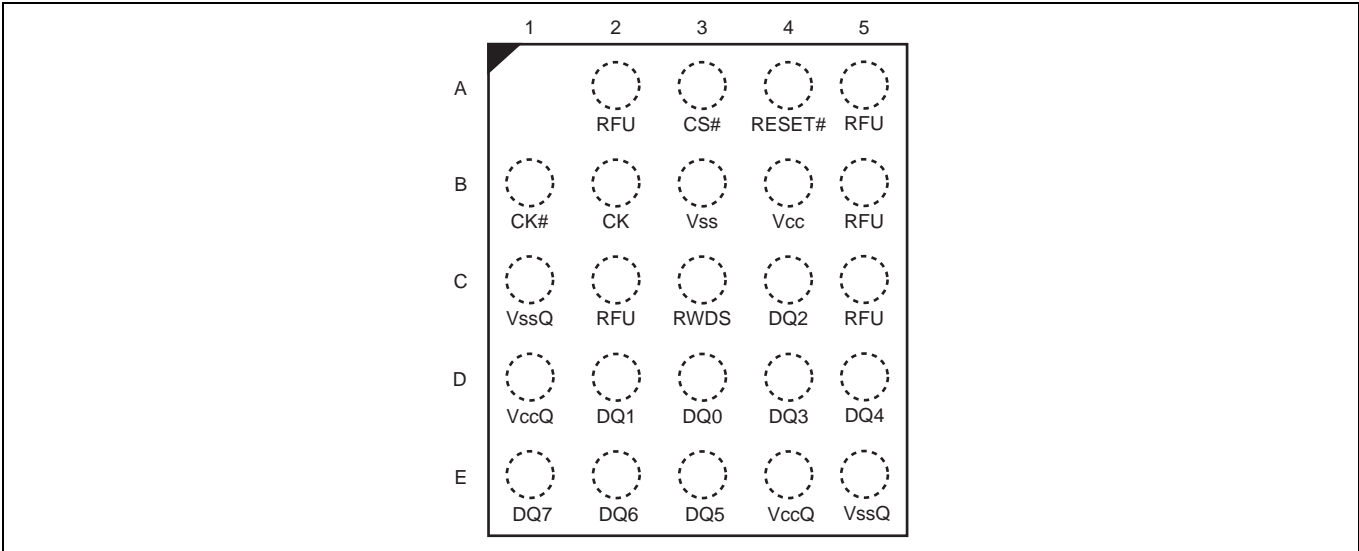 1 2 3 4 5
A
RFU CS# RESET# RFU
B
CK# CK Vss Vcc RFU
C
VssQ RFU RWDS DQ2 RFU
D
VccQ DQ1 DQ0 DQ3 DQ4
E
DQ7 DQ6 DQ5 VccQ VssQ